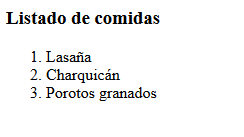 Listado de comidas
1. Lasaña
2. Charquicán
3. Porotos granados